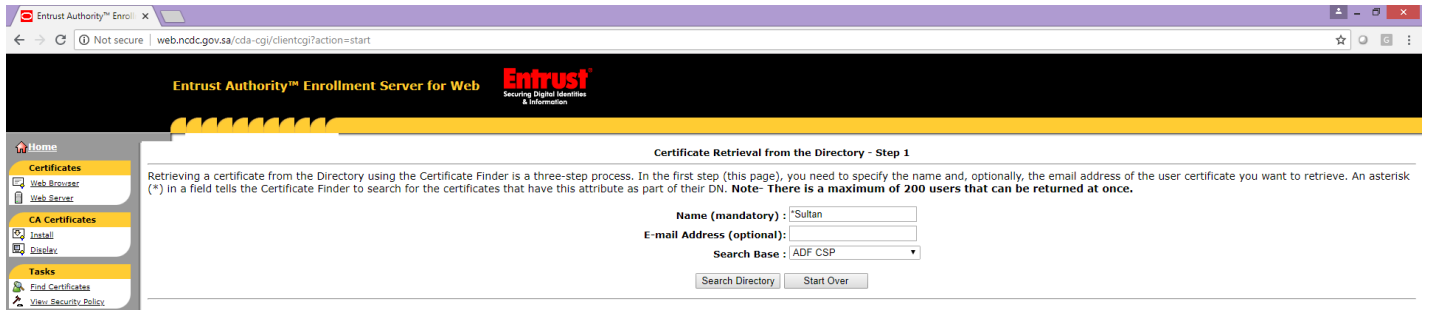 Entrust Authority™ Enroll
Not secure | web.ncdc.gov.sa/cda-cgi/clientcgi?action=start
Entrust Authority™ Enrollment Server for Web
Entrust®
Securing Digital Identities
& Information
Home
Certificates
Web Browser
Web Server
CA Certificates
Install
Display
Tasks
Find Certificates
View Security Policy
Certificate Retrieval from the Directory - Step 1
Retrieving a certificate from the Directory using the Certificate Finder is a three-step process. In the first step (this page), you need to specify the name and, optionally, the email address of the user certificate you want to retrieve. An asterisk
(*) in a field tells the Certificate Finder to search for the certificates that have this attribute as part of their DN. Note- There is a maximum of 200 users that can be returned at once.
Name (mandatory) : *Sultan
E-mail Address (optional):
Search Base : ADF CSP
Search Directory Start Over